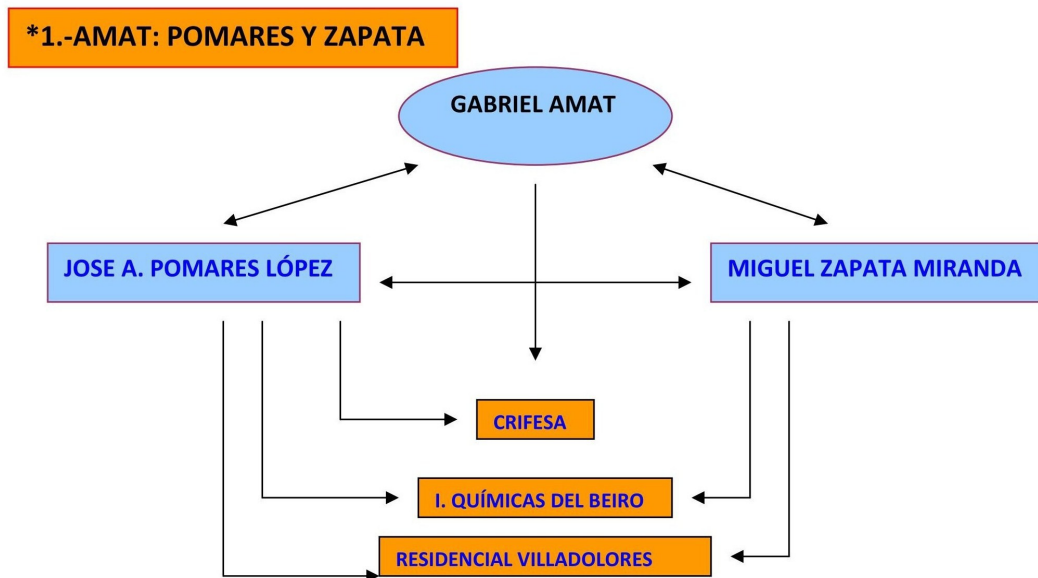 *1.-AMAT: POMARES Y ZAPATA
GABRIEL AMAT
JOSE A. POMARES LÓPEZ
MIGUEL ZAPATA MIRANDA
CRIFESA
I. QUÍMICAS DEL BEIRO
RESIDENCIAL VILLADOLORES